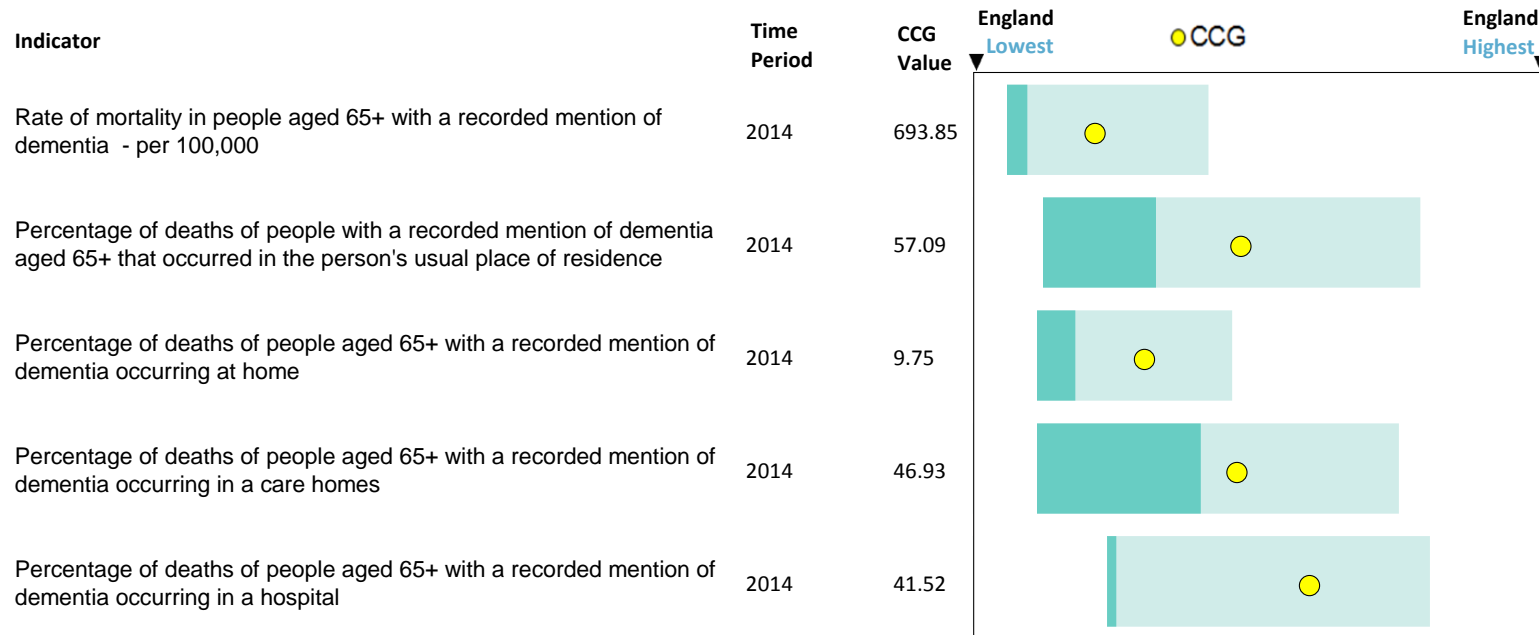 Indicator
Time
Period
CCG
Value
England
Lowest
CCG
England
Highest
Rate of mortality in people aged 65+ with a recorded mention of
dementia - per 100,000
2014
693.85
Percentage of deaths of people with a recorded mention of dementia
aged 65+ that occurred in the person's usual place of residence
2014
57.09
Percentage of deaths of people aged 65+ with a recorded mention of
dementia occurring at home
2014
9.75
Percentage of deaths of people aged 65+ with a recorded mention of
dementia occurring in a care homes
2014
46.93
Percentage of deaths of people aged 65+ with a recorded mention of
dementia occurring in a hospital
2014
41.52